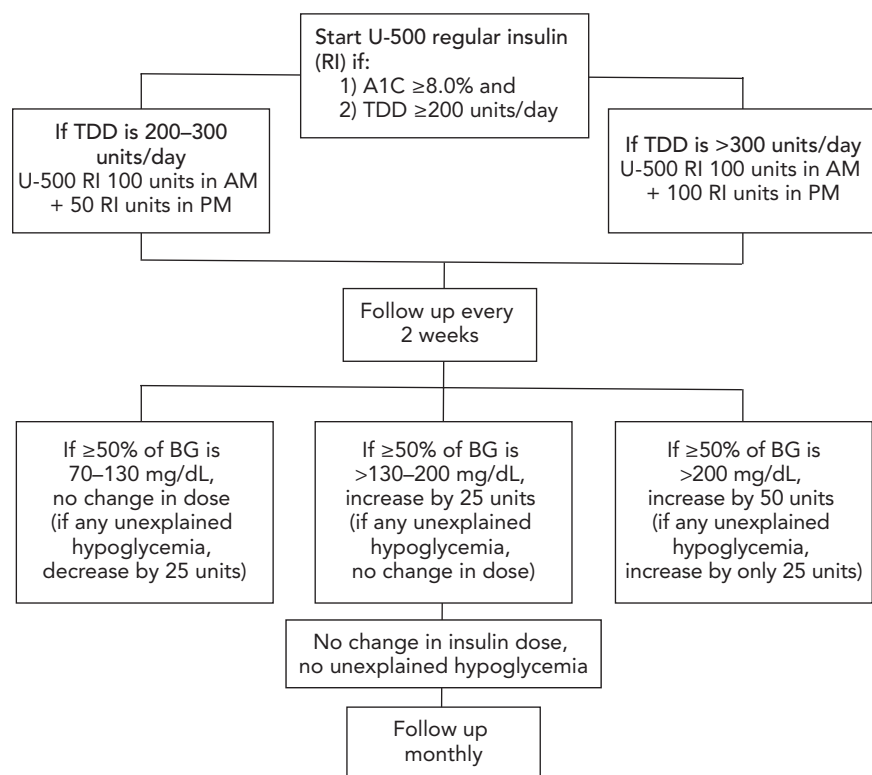 Start U-500 regular insulin
(RI) if:
1) A1C ≥8.0% and
2) TDD ≥200 units/day
If TDD is 200–300
units/day
U-500 RI 100 units in AM
+ 50 RI units in PM
If TDD is >300 units/day
U-500 RI 100 units in AM
+ 100 RI units in PM
Follow up every
2 weeks
If ≥50% of BG is
70–130 mg/dL,
no change in dose
(if any unexplained
hypoglycemia,
decrease by 25 units)
If ≥50% of BG is
>130–200 mg/dL,
increase by 25 units
(if any unexplained
hypoglycemia,
no change in dose)
If ≥50% of BG is
>200 mg/dL,
increase by 50 units
(if any unexplained
hypoglycemia,
increase by only 25 units)
No change in insulin dose,
no unexplained hypoglycemia
Follow up
monthly